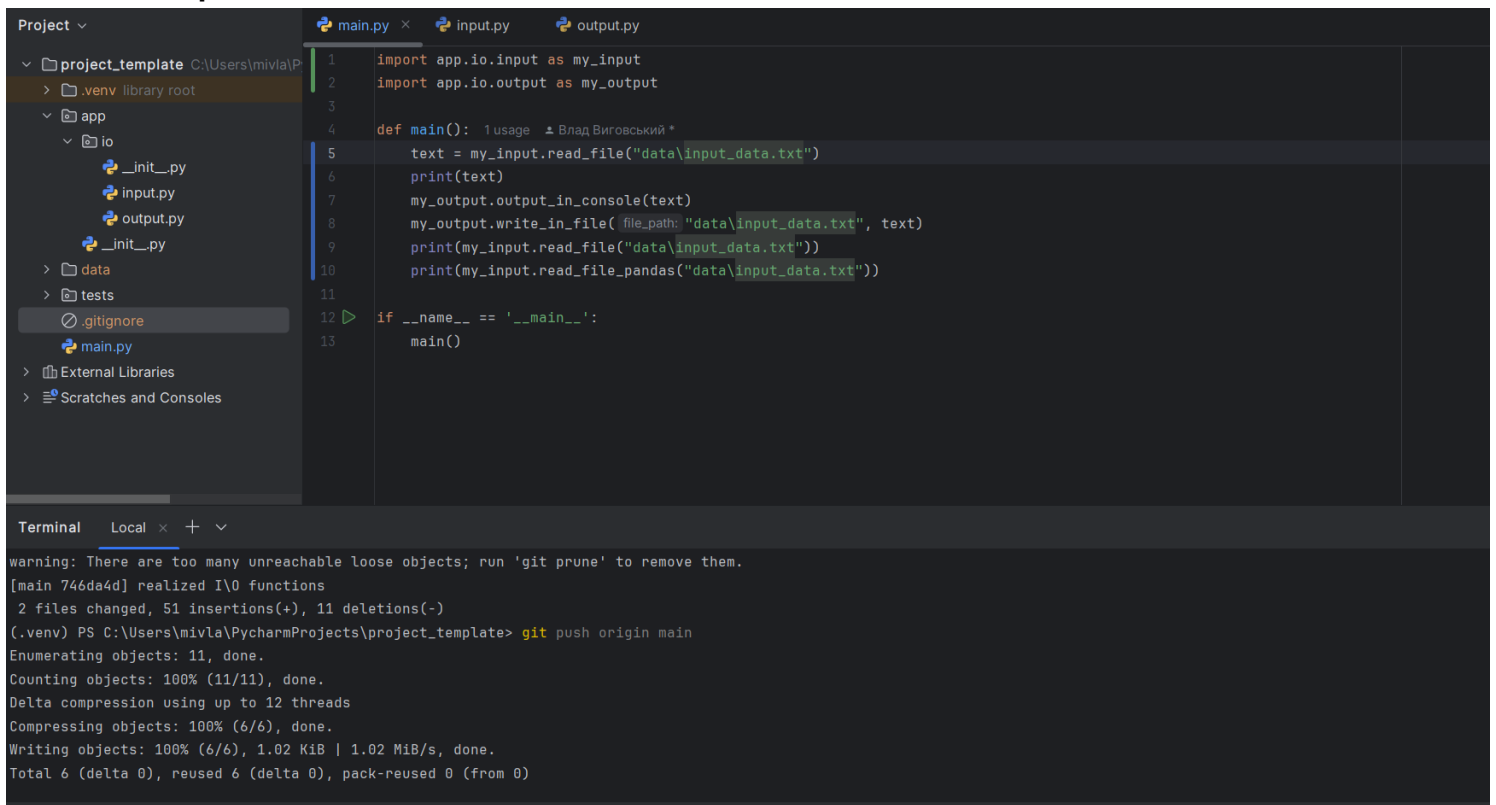 Project
project_template C:\Users\mivla\P
.venv library root
app
io
__init__.py
input.py
output.py
__init__.py
data
tests
.gitignore
main.py
External Libraries
Scratches and Consoles
main.py × input.py output.py
1 import app.io.input as my_input
2 import app.io.output as my_output
3
4 def main(): 1 usage Влад Виговський *
5 text = my_input.read_file("data\input_data.txt")
6 print(text)
7 my_output.output_in_console(text)
8 my_output.write_in_file( file_path: "data\input_data.txt", text)
9 print(my_input.read_file("data\input_data.txt"))
10 print(my_input.read_file_pandas("data\input_data.txt"))
11
12 if __name__ == '__main__':
13 main()
Terminal Local × +
warning: There are too many unreachable loose objects; run 'git prune' to remove them.
[main 746da4d] realized I\O functions
2 files changed, 51 insertions(+), 11 deletions(-)
(.venv) PS C:\Users\mivla\PycharmProjects\project_template> git push origin main
Enumerating objects: 11, done.
Counting objects: 100% (11/11), done.
Delta compression using up to 12 threads
Compressing objects: 100% (6/6), done.
Writing objects: 100% (6/6), 1.02 KiB | 1.02 MiB/s, done.
Total 6 (delta 0), reused 6 (delta 0), pack-reused 0 (from 0)